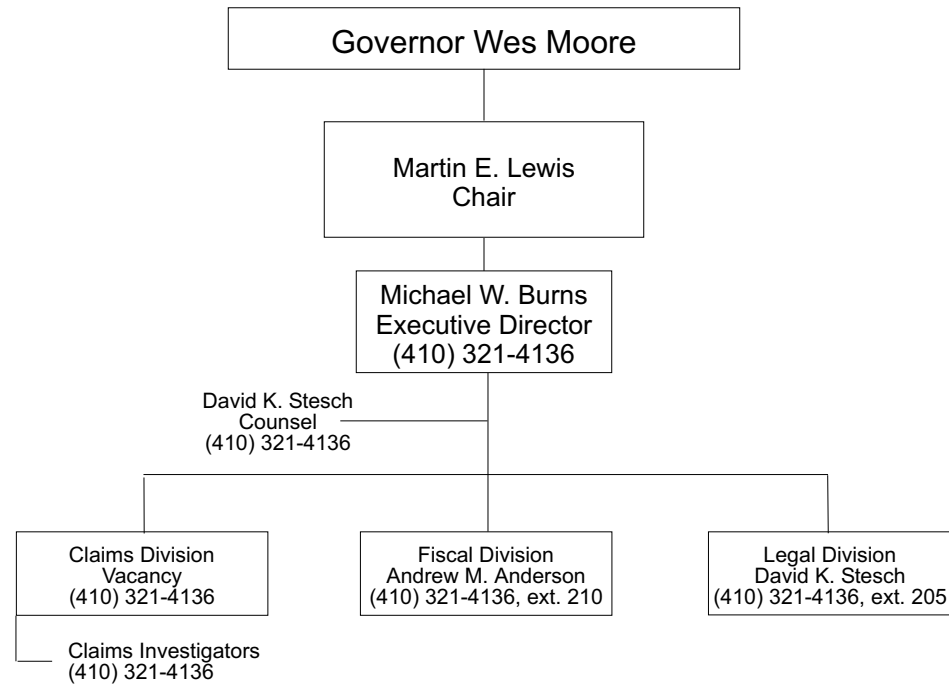 Governor Wes Moore
Martin E. Lewis
Chair
Michael W. Burns
Executive Director
(410) 321-4136
David K. Stesch
Counsel
(410) 321-4136
Claims Division
Vacancy
(410) 321-4136
Fiscal Division
Andrew M. Anderson
(410) 321-4136, ext. 210
Legal Division
David K. Stesch
(410) 321-4136, ext. 205
Claims Investigators
(410) 321-4136